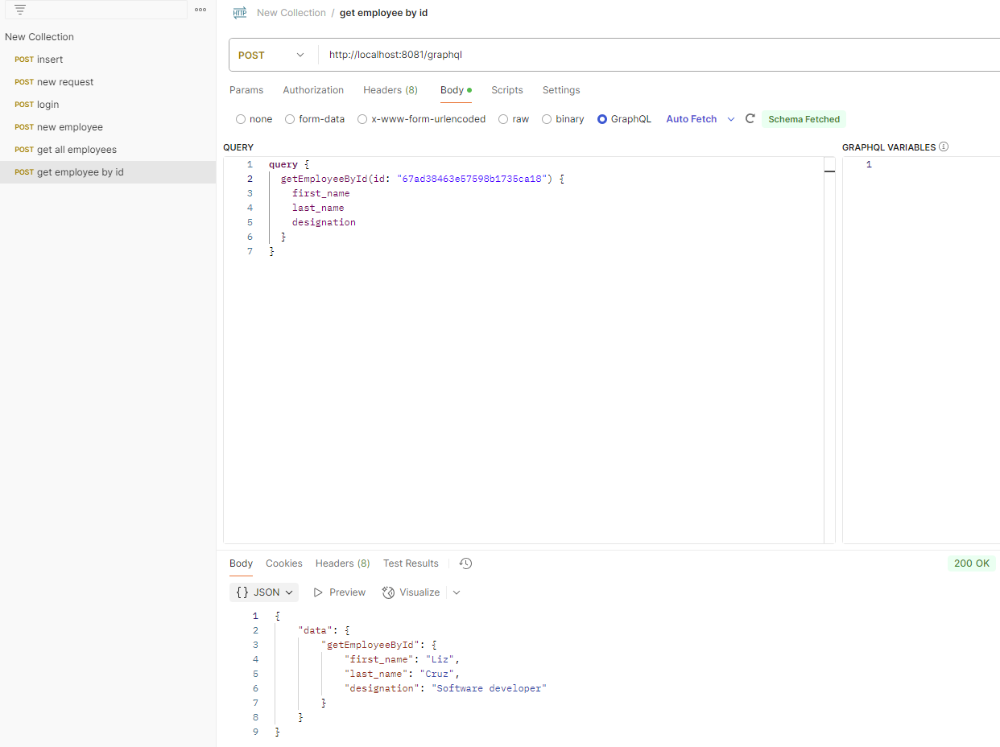 New Collection
POST insert
POST new request
POST login
POST new employee
POST get all employees
POST get employee by id
HTTP New Collection / get employee by id
POST http://localhost:8081/graphql
Params Authorization Headers (8) Body Scripts Settings
none form-data x-www-form-urlencoded raw binary GraphQL Auto Fetch Schema Fetched
QUERY
1 query {
2 getEmployeeById(id: "67ad38463e57598b1735ca18") {
3 first_name
4 last_name
5 designation
6 }
7 }
GRAPHQL VARIABLES
1
Body Cookies Headers (8) Test Results 200 OK
{} JSON Preview Visualize
1 {
2 "data": {
3 "getEmployeeById": {
4 "first_name": "Liz",
5 "last_name": "Cruz",
6 "designation": "Software developer"
7 }
8 }
9 }